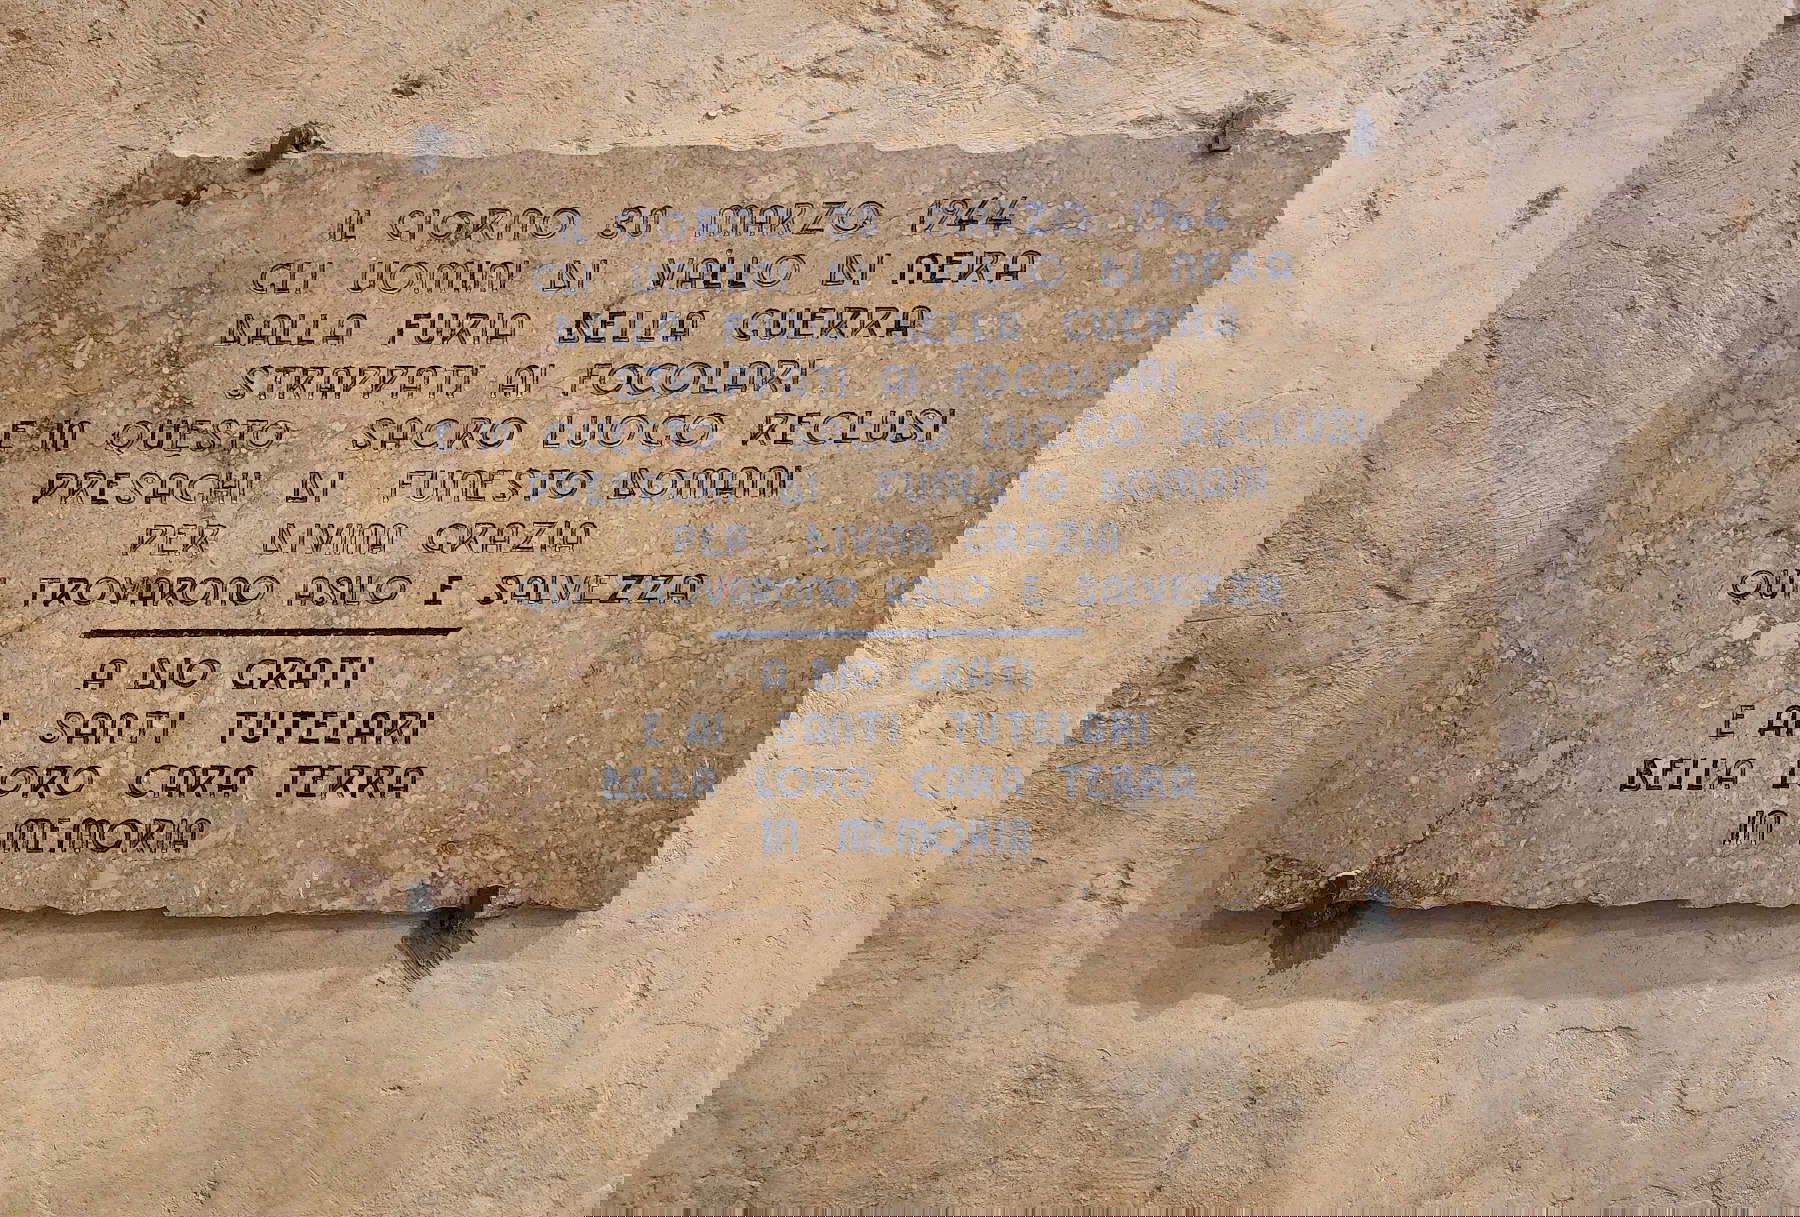 IL GIORNO 30 MARZO 1944
GLI UOMINI DI VALLO DI NERA
DALLA FURIA DELLA GUERRA
STRAPPATI AI FOCOLARI
E IN QUESTO SACRO LUOGO RECLUSI
PRESAGHI DI FUNESTO DOMANI
PER DIVINA GRAZIA
QUI TROVARONO ASILO E SALVEZZA
A DIO GRATI
E AI SANTI TUTELARI
DELLA LORO CARA TERRA
IN MEMORIA